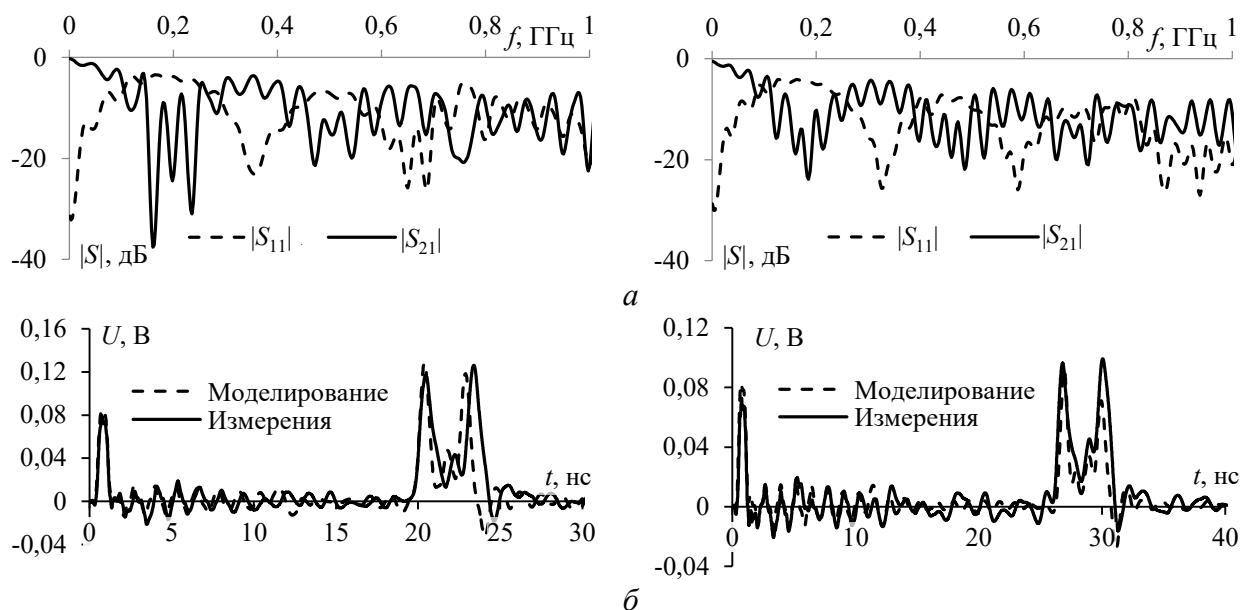 0 0,2 0,4 0,6 0,8 1
f, ГГц
0
-20
-40
|S|, дБ
|S11| |S21|
0 0,2 0,4 0,6 0,8 1
f, ГГц
0
-20
-40
|S|, дБ
|S11| |S21|
а
0,16
0,12
0,08
0,04
0
-0,04
U, В
Моделирование
Измерения
t, нс
0 5 10 15 20 25 30
0,12
0,08
0,04
0
-0,04
U, В
Моделирование
Измерения
t, нс
0 10 20 30 40
б